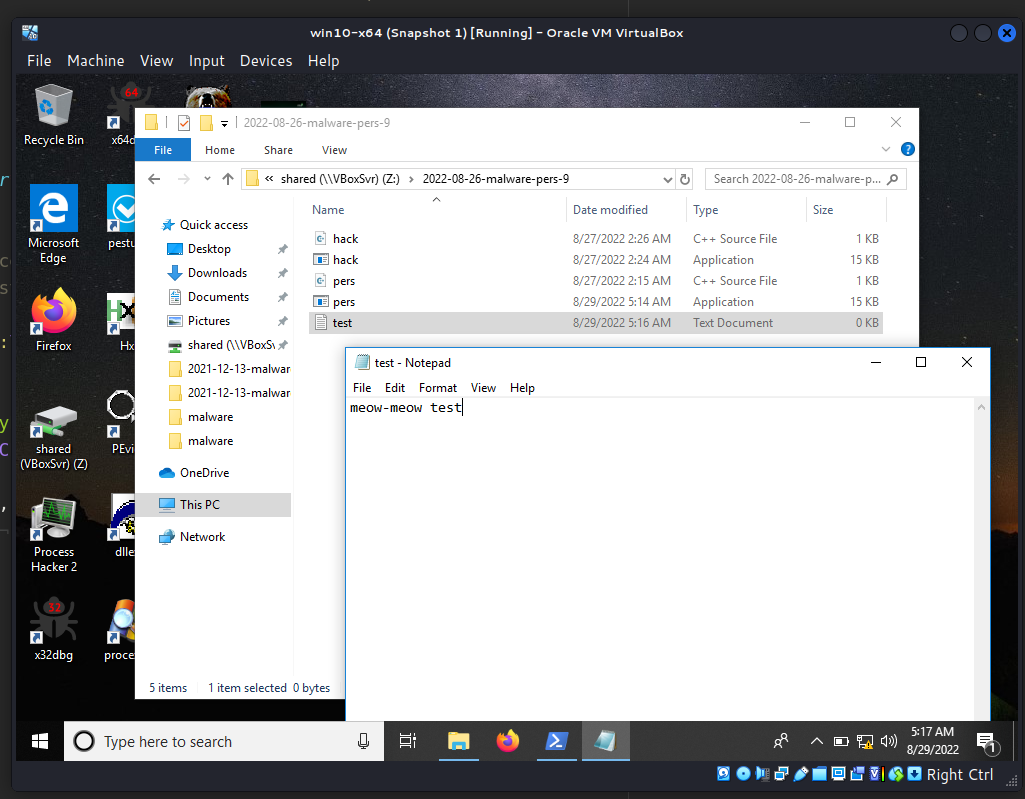 win10-x64 (Snapshot 1) [Running] - Oracle VM VirtualBox
File Machine View Input Devices Help
64
Recycle Bin
x64d
2022-08-26-malware-pers-9
File Home Share View
« shared (\\VBoxSvr) (Z:) › 2022-08-26-malware-pers-9
Search 2022-08-26-malware-p...
Name Date modified Type Size
hack 8/27/2022 2:26 AM C++ Source File 1 KB
hack 8/27/2022 2:24 AM Application 15 KB
pers 8/27/2022 2:15 AM C++ Source File 1 KB
pers 8/29/2022 5:14 AM Application 15 KB
test 8/29/2022 5:16 AM Text Document 0 KB
Quick access
Desktop
Downloads
Documents
Pictures
shared (\\VBoxS
2021-12-13-malwar
2021-12-13-malwar
malware
malware
OneDrive
This PC
Network
5 items 1 item selected 0 bytes
Microsoft
Edge
pestu
Firefox
Hx
shared
(VBoxSvr) (Z)
PEvi
Process
Hacker 2
dlle
32
x32dbg
proce
test - Notepad
File Edit Format View Help
meow-meow test
Type here to search
5:17 AM
8/29/2022
1
Right Ctrl